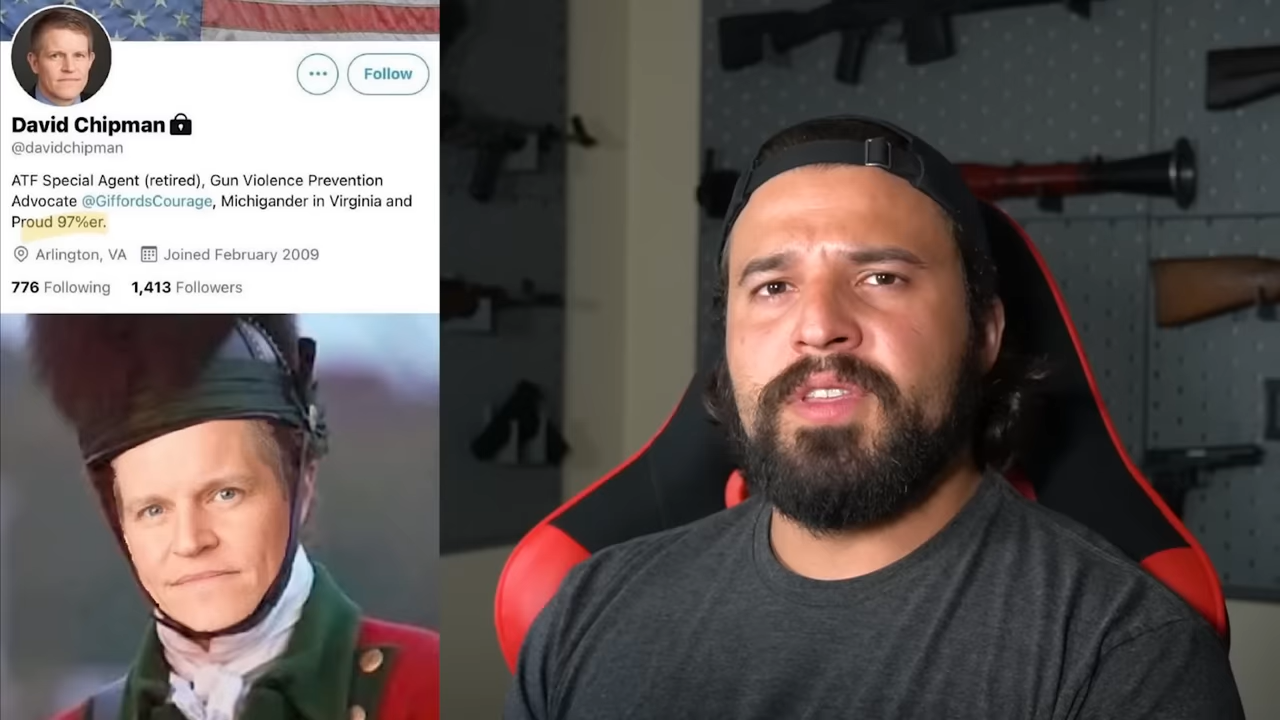 Follow
David Chipman
@davidchipman
ATF Special Agent (retired), Gun Violence Prevention
Advocate @GiffordsCourage, Michigander in Virginia and
Proud 97%er.
Arlington, VA Joined February 2009
776 Following 1,413 Followers